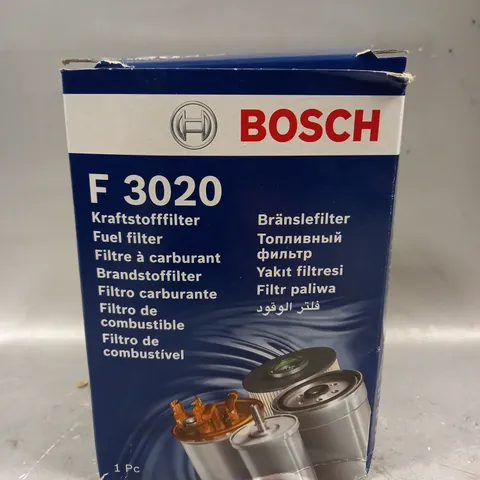 BOSCH
F 3020
Kraftstofffilter
Fuel filter
Filtre à carburant
Brandstoffilter
Filtro carburante
Filtro de
combustible
Filtro de
combustível
Bränslefilter
Топливный
фильтр
Yakıt filtresi
Filtr paliwa
فلتر الوقود
1 Pc